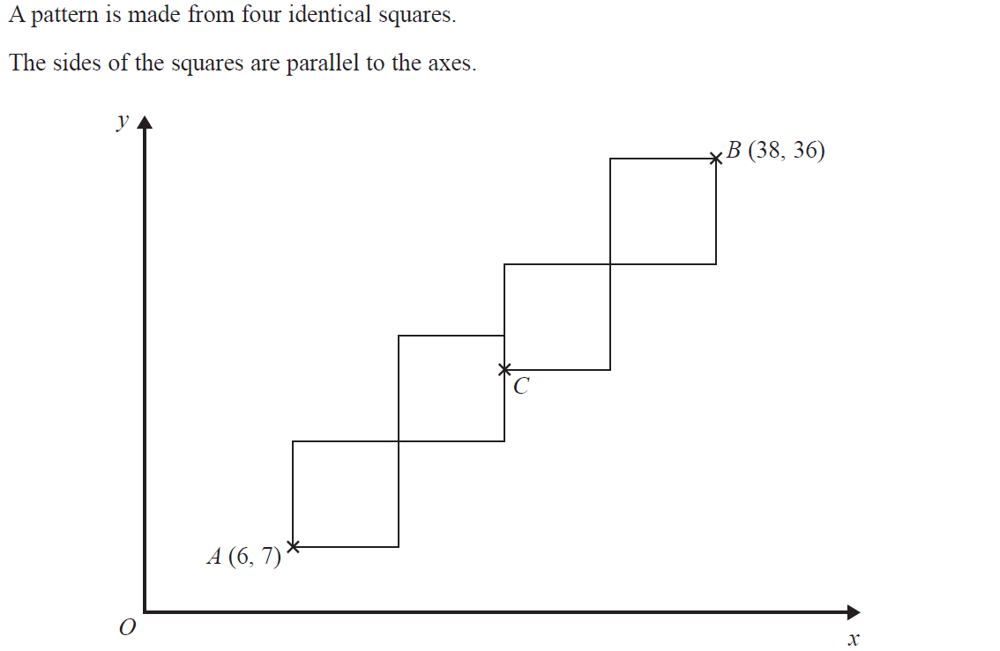 A pattern is made from four identical squares.
The sides of the squares are parallel to the axes.
y
B (38, 36)
C
A (6, 7)
O
x